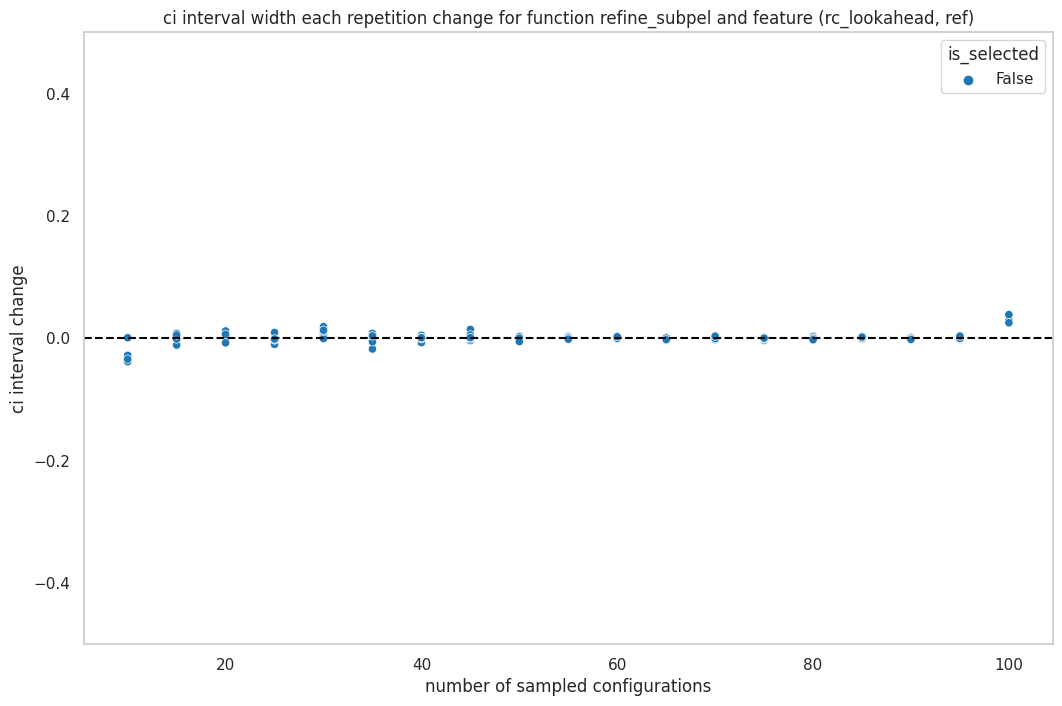 ci interval width each repetition change for function refine_subpel and feature (rc_lookahead, ref)
is_selected
False
0.4
0.2
0.0
−0.2
−0.4
ci interval change
20
40
60
80
100
number of sampled configurations